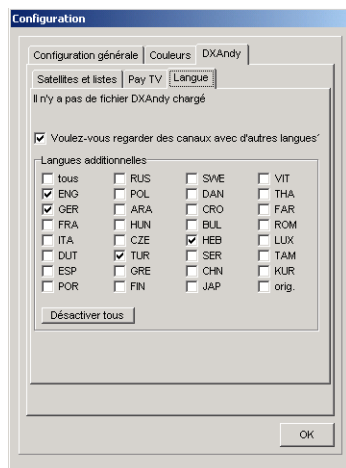 Configuration
Configuration générale Couleurs DXAndy
Satellites et listes Pay TV Langue
Il n'y a pas de fichier DXAndy chargé
Voulez-vous regarder des canaux avec d'autres langues'
Langues additionnelles
tous RUS SWE VIT
ENG POL DAN THA
GER ARA CRO FAR
FRA HUN BUL ROM
ITA CZE HEB LUX
DUT TUR SER TAM
ESP GRE CHN KUR
POR FIN JAP orig.
Désactiver tous
OK